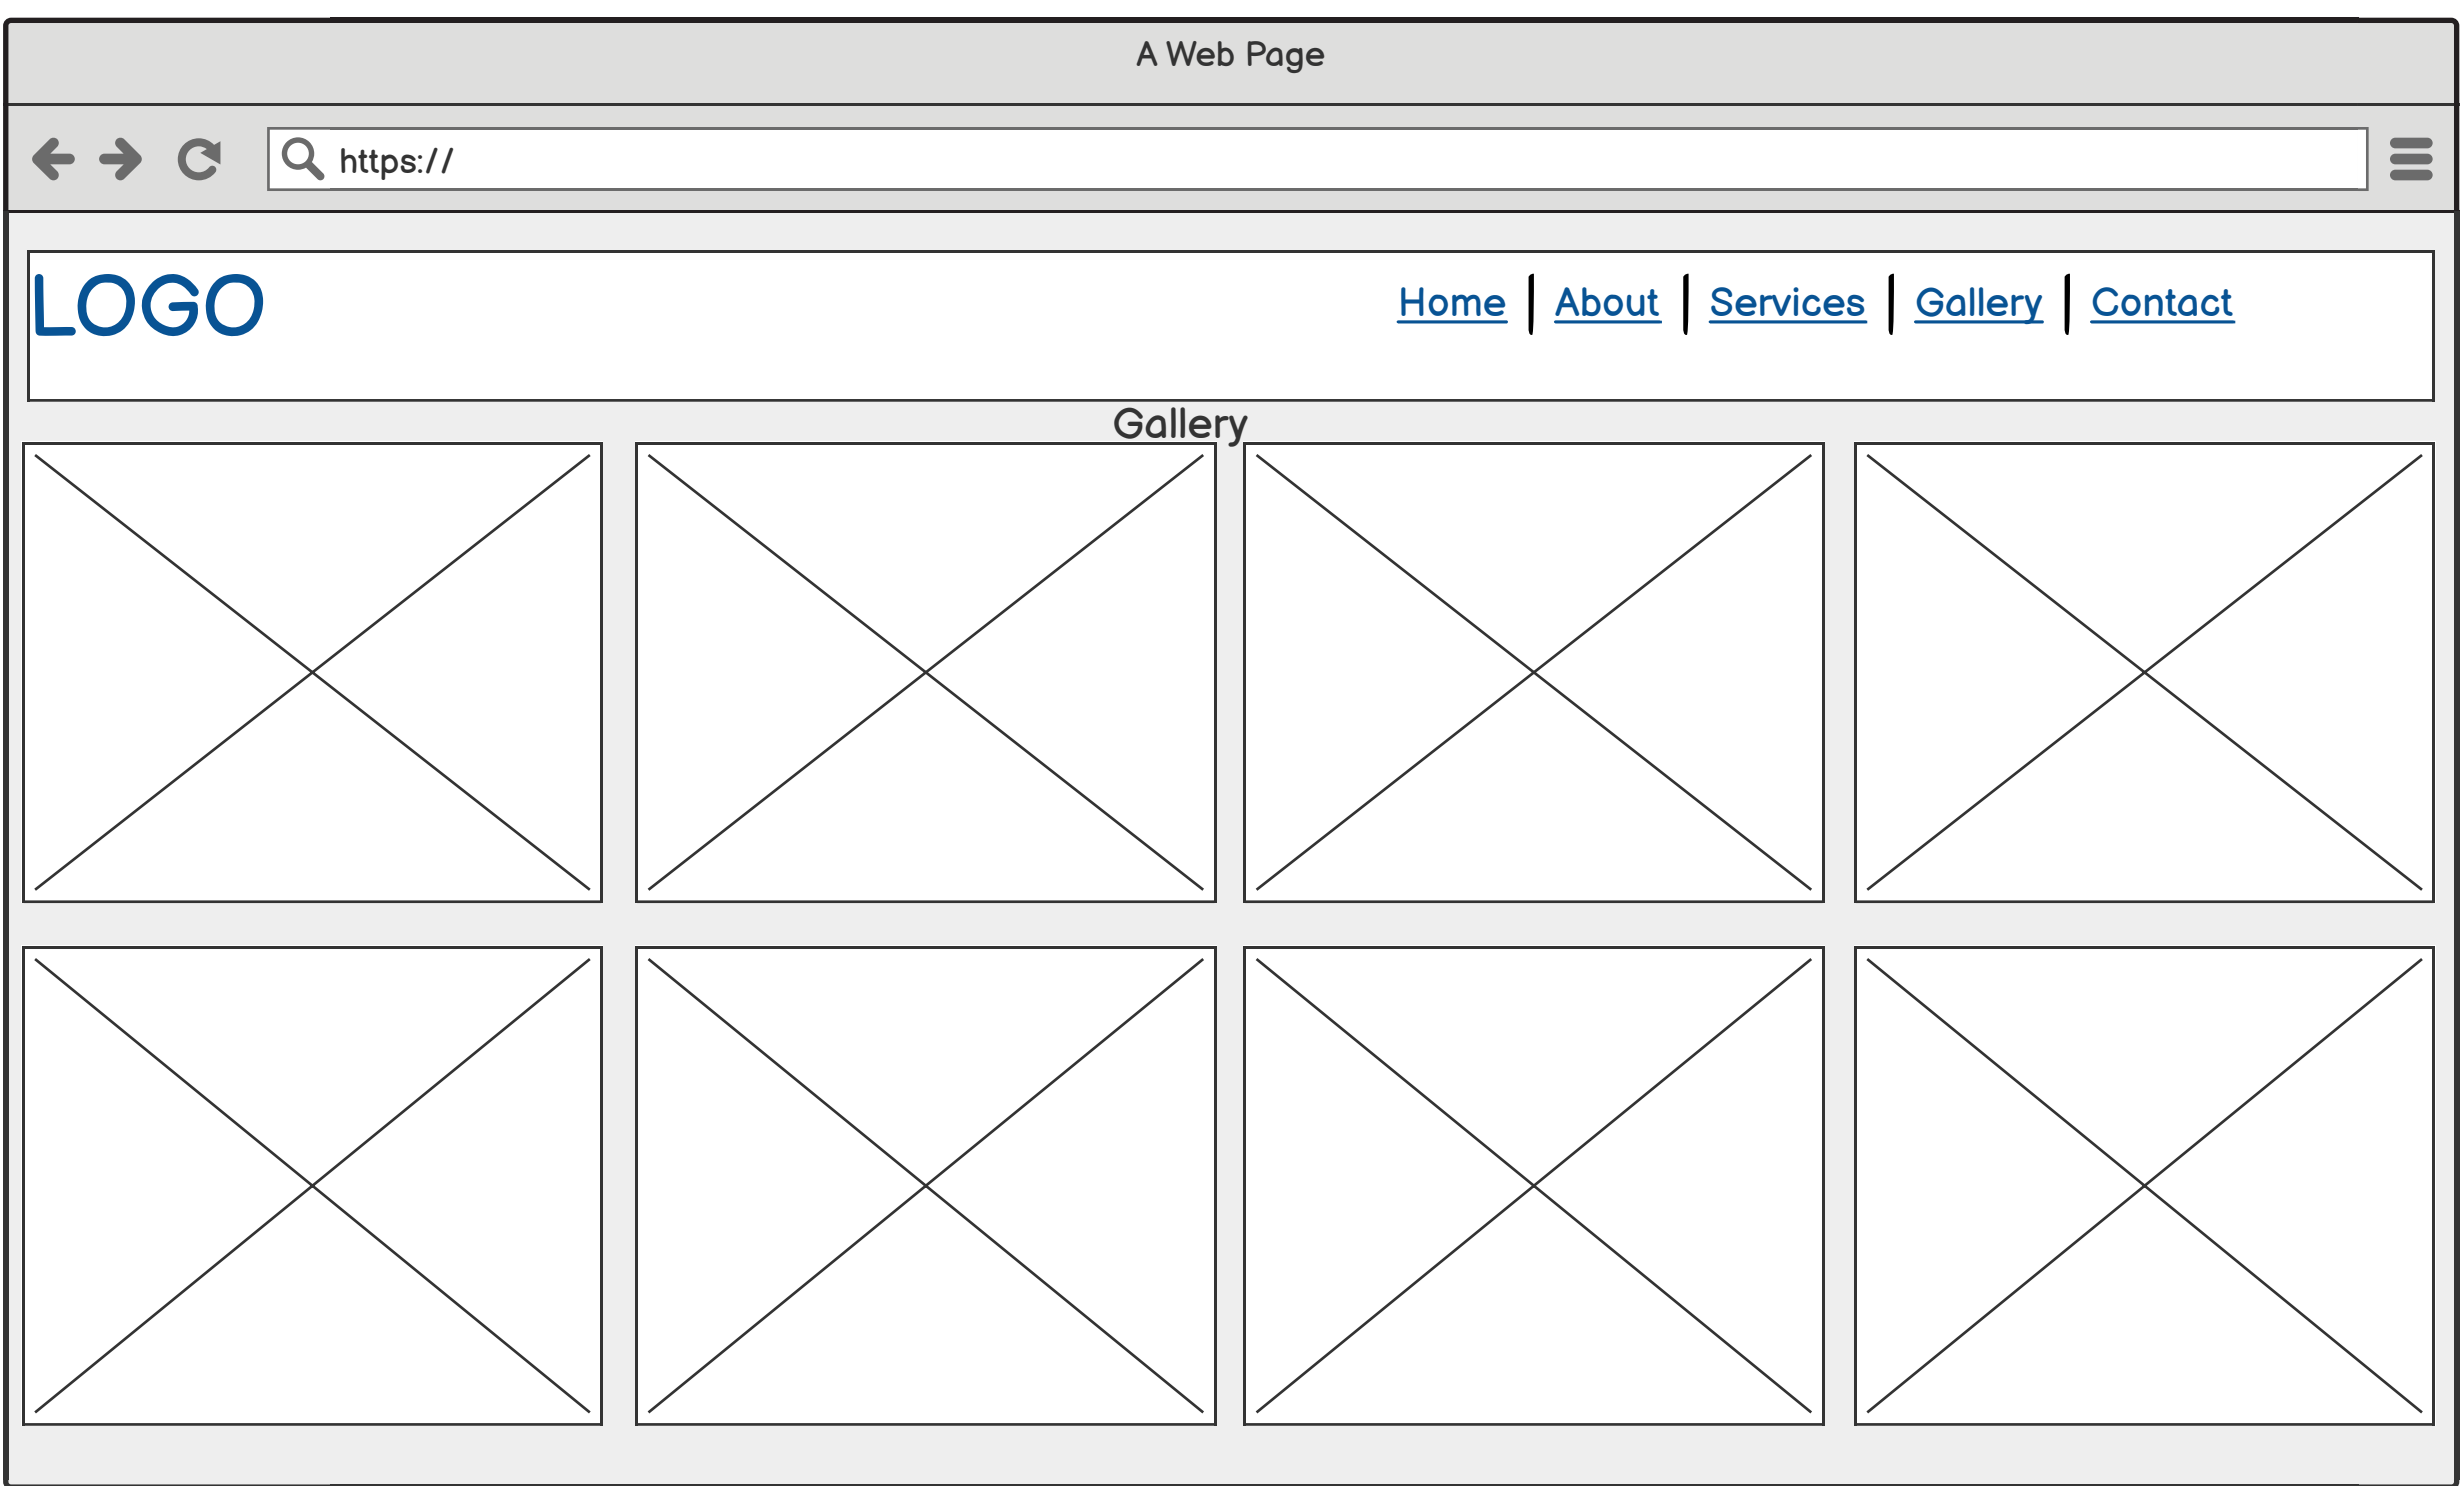 A Web Page
https://
LOGO
Home | About | Services | Gallery | Contact
Gallery